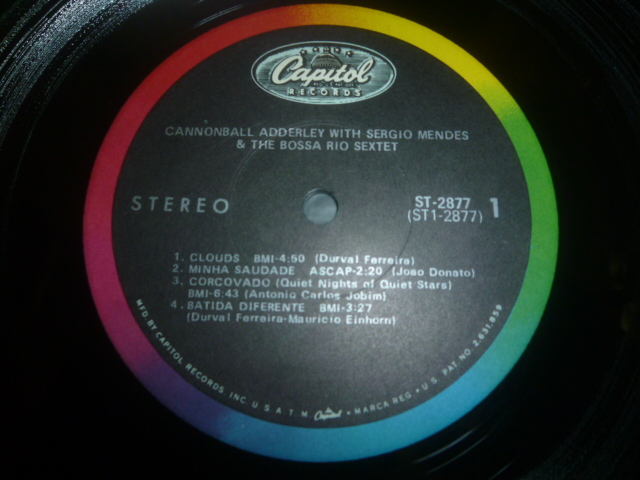 Capitol
RECORDS
CANNONBALL ADDERLEY WITH SERGIO MENDES
& THE BOSSA RIO SEXTET
STEREO
ST-2877
(ST1-2877)
1
1. CLOUDS BMI-4:50 (Durval Ferreira)
2. MINHA SAUDADE ASCAP-2:20 (Joao Donato)
3. CORCOVADO (Quiet Nights of Quiet Stars)
BMI-6:43 (Antonio Carlos Jobim)
4. BATIDA DIFERENTE BMI-3:27
(Durval Ferreira-Mauricio Einhorn)
MFD. BY CAPITOL RECORDS, INC. U.S.A. T.M. Capitol MARCA REG. • U.S. PAT. NO. 2,631,859